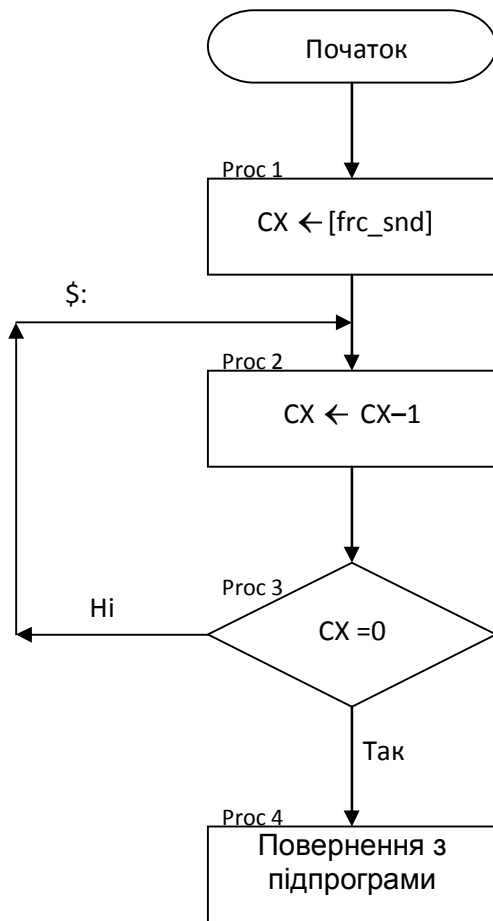 Початок
Proc 1
CX ← [frc_snd]
$:
Proc 2
CX ← CX–1
Proc 3
Ні
CX =0
Так
Proc 4
Повернення з
підпрограми